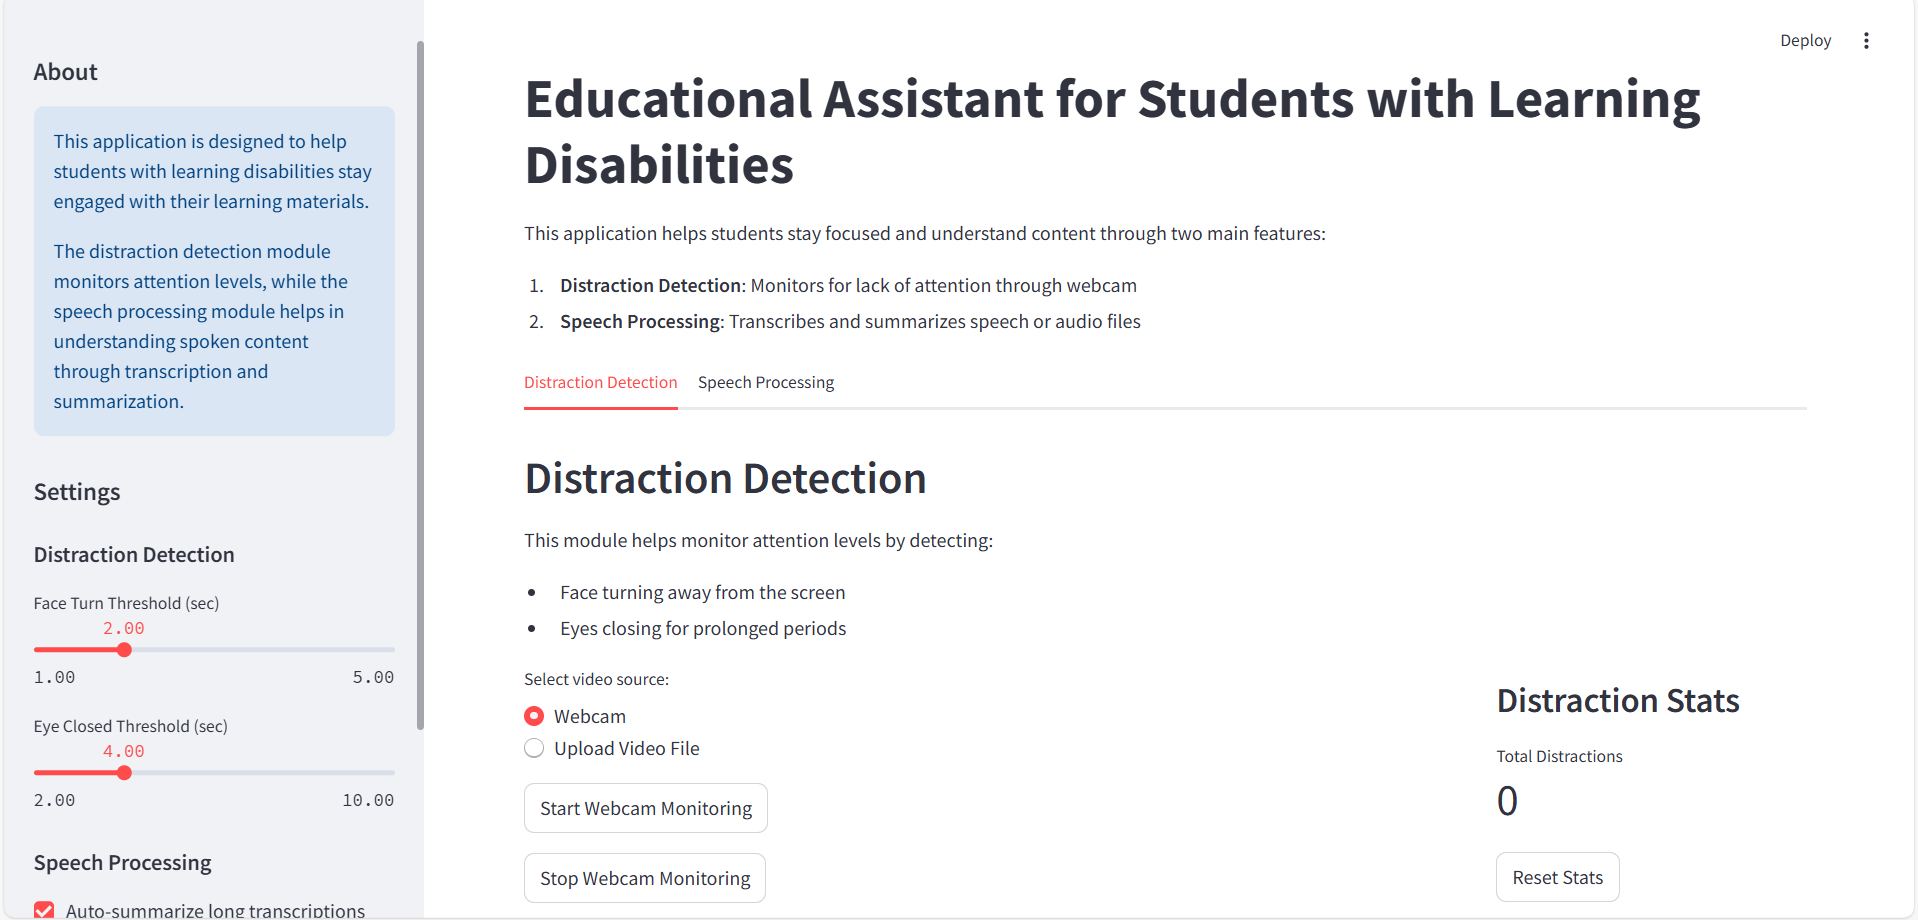 About
This application is designed to help
students with learning disabilities stay
engaged with their learning materials.
The distraction detection module
monitors attention levels, while the
speech processing module helps in
understanding spoken content
through transcription and
summarization.
Settings
Distraction Detection
Face Turn Threshold (sec)
2.00
1.00 5.00
Eye Closed Threshold (sec)
4.00
2.00 10.00
Speech Processing
Auto-summarize long transcriptions
Deploy
Educational Assistant for Students with Learning
Disabilities
This application helps students stay focused and understand content through two main features:
1. Distraction Detection: Monitors for lack of attention through webcam
2. Speech Processing: Transcribes and summarizes speech or audio files
Distraction Detection Speech Processing
Distraction Detection
This module helps monitor attention levels by detecting:
• Face turning away from the screen
• Eyes closing for prolonged periods
Select video source:
Webcam
Upload Video File
Start Webcam Monitoring
Stop Webcam Monitoring
Distraction Stats
Total Distractions
0
Reset Stats